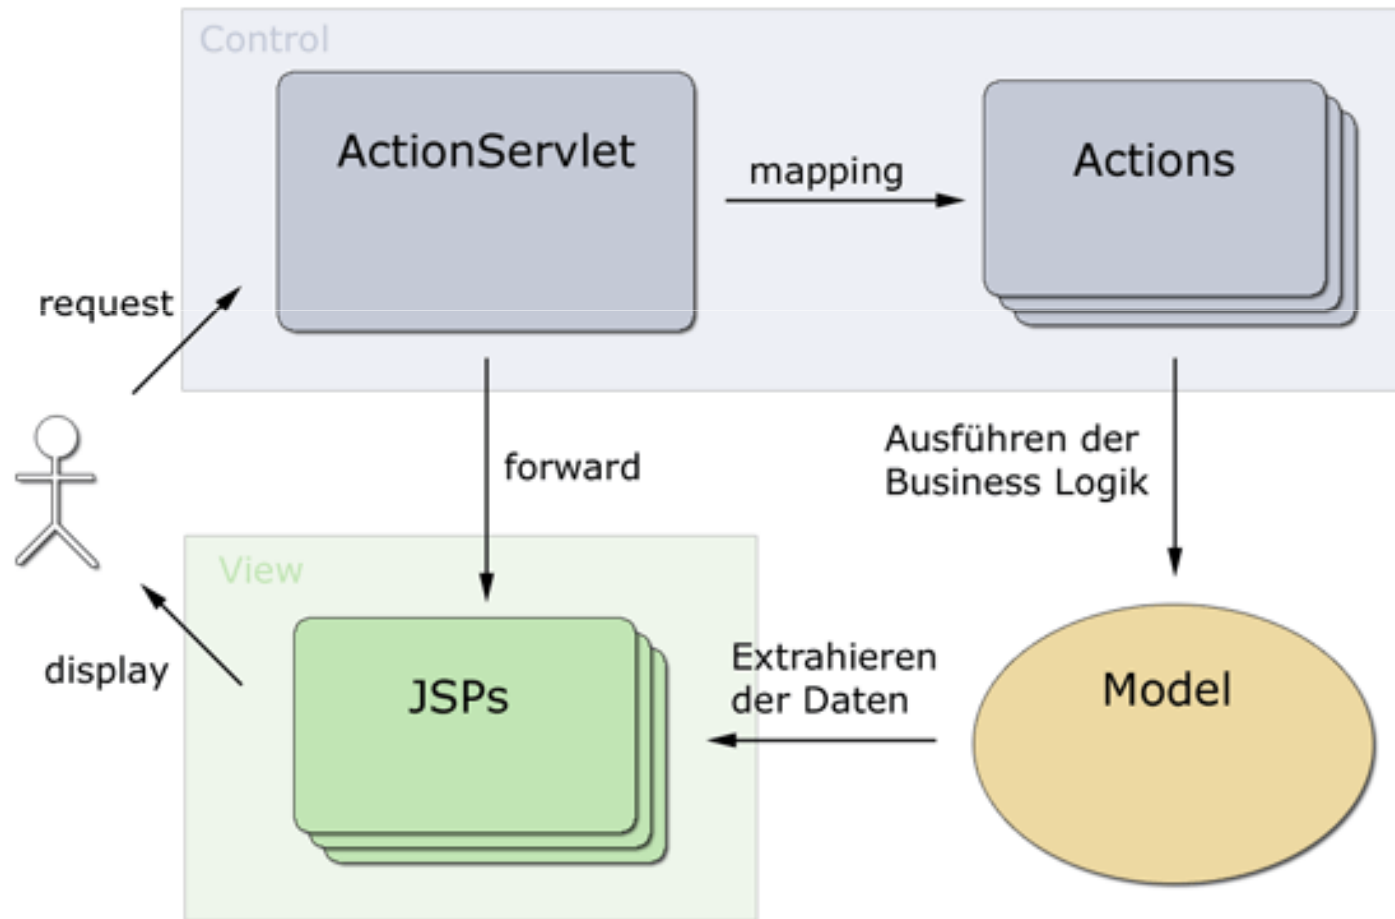 Control
ActionServlet
mapping
Actions
request
forward
Ausführen der
Business Logik
View
display
JSPs
Extrahieren
der Daten
Model